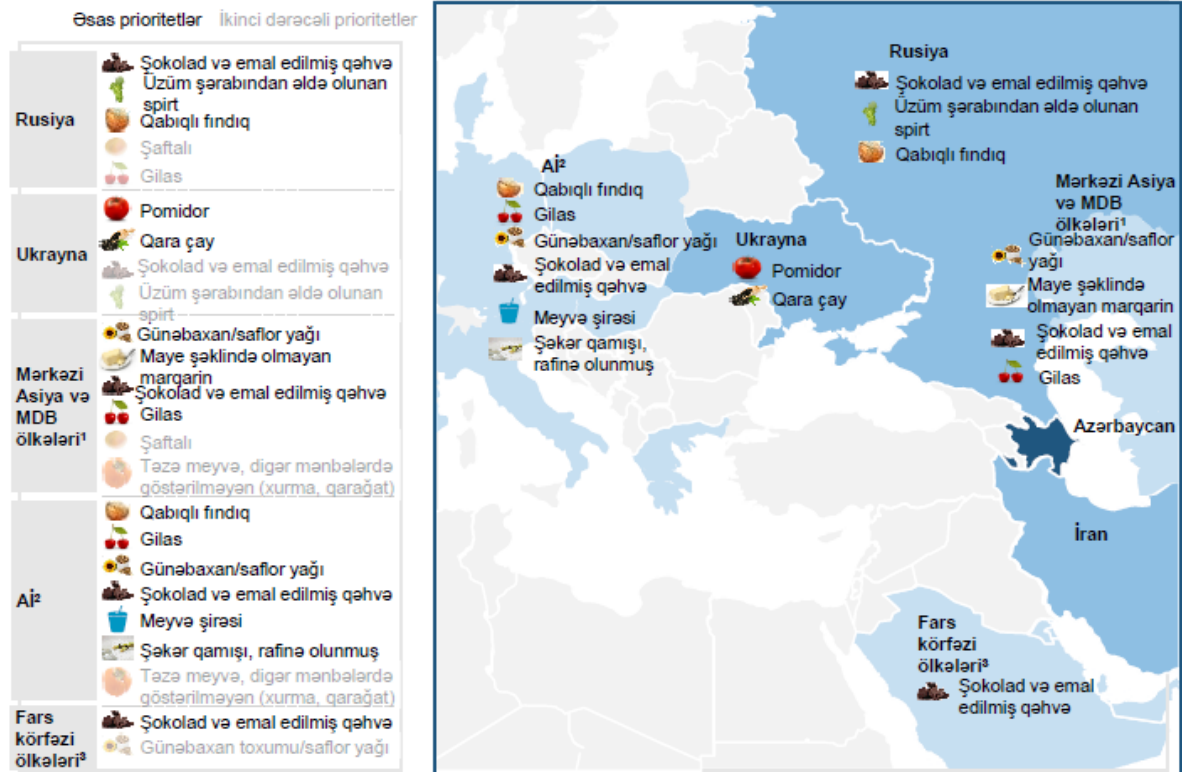 Əsas prioritetlər İkinci dərəcəli prioritetlər
Rusiya
Şokolad və emal edilmiş qəhvə
Üzüm şərabından əldə olunan
spirt
Qabıqlı fındıq
Şaftalı
Gilas
Ukrayna
Pomidor
Qara çay
Şokolad və emal edilmiş qəhvə
Üzüm şərabından əldə olunan
spirt
Mərkəzi
Asiya və
MDB
ölkələri¹
Günəbaxan/saflor yağı
Maye şəklində olmayan
marqarin
Şokolad və emal edilmiş qəhvə
Gilas
Şaftalı
Təzə meyvə, digər mənbələrdə
göstərilməyən (xurma, qarağat)
Aİ²
Qabıqlı fındıq
Gilas
Günəbaxan/saflor yağı
Şokolad və emal edilmiş qəhvə
Meyvə şirəsi
Şəkər qamışı, rafinə olunmuş
Təzə meyvə, digər mənbələrdə
göstərilməyən (xurma, qarağat)
Fars
körfəzi
ölkələri³
Şokolad və emal edilmiş qəhvə
Günəbaxan toxumu/saflor yağı
Rusiya
Şokolad və emal edilmiş qəhvə
Üzüm şərabından əldə olunan
spirt
Qabıqlı fındıq
Aİ²
Qabıqlı fındıq
Gilas
Günəbaxan/saflor yağı
Şokolad və emal
edilmiş qəhvə
Meyvə şirəsi
Şəkər qamışı,
rafinə olunmuş
Ukrayna
Pomidor
Qara çay
Mərkəzi Asiya
və MDB
ölkələri¹
Günəbaxan/saflor
yağı
Maye şəklində
olmayan marqarin
Şokolad və emal
edilmiş qəhvə
Gilas
Azərbaycan
İran
Fars
körfəzi
ölkələri³
Şokolad və emal
edilmiş qəhvə